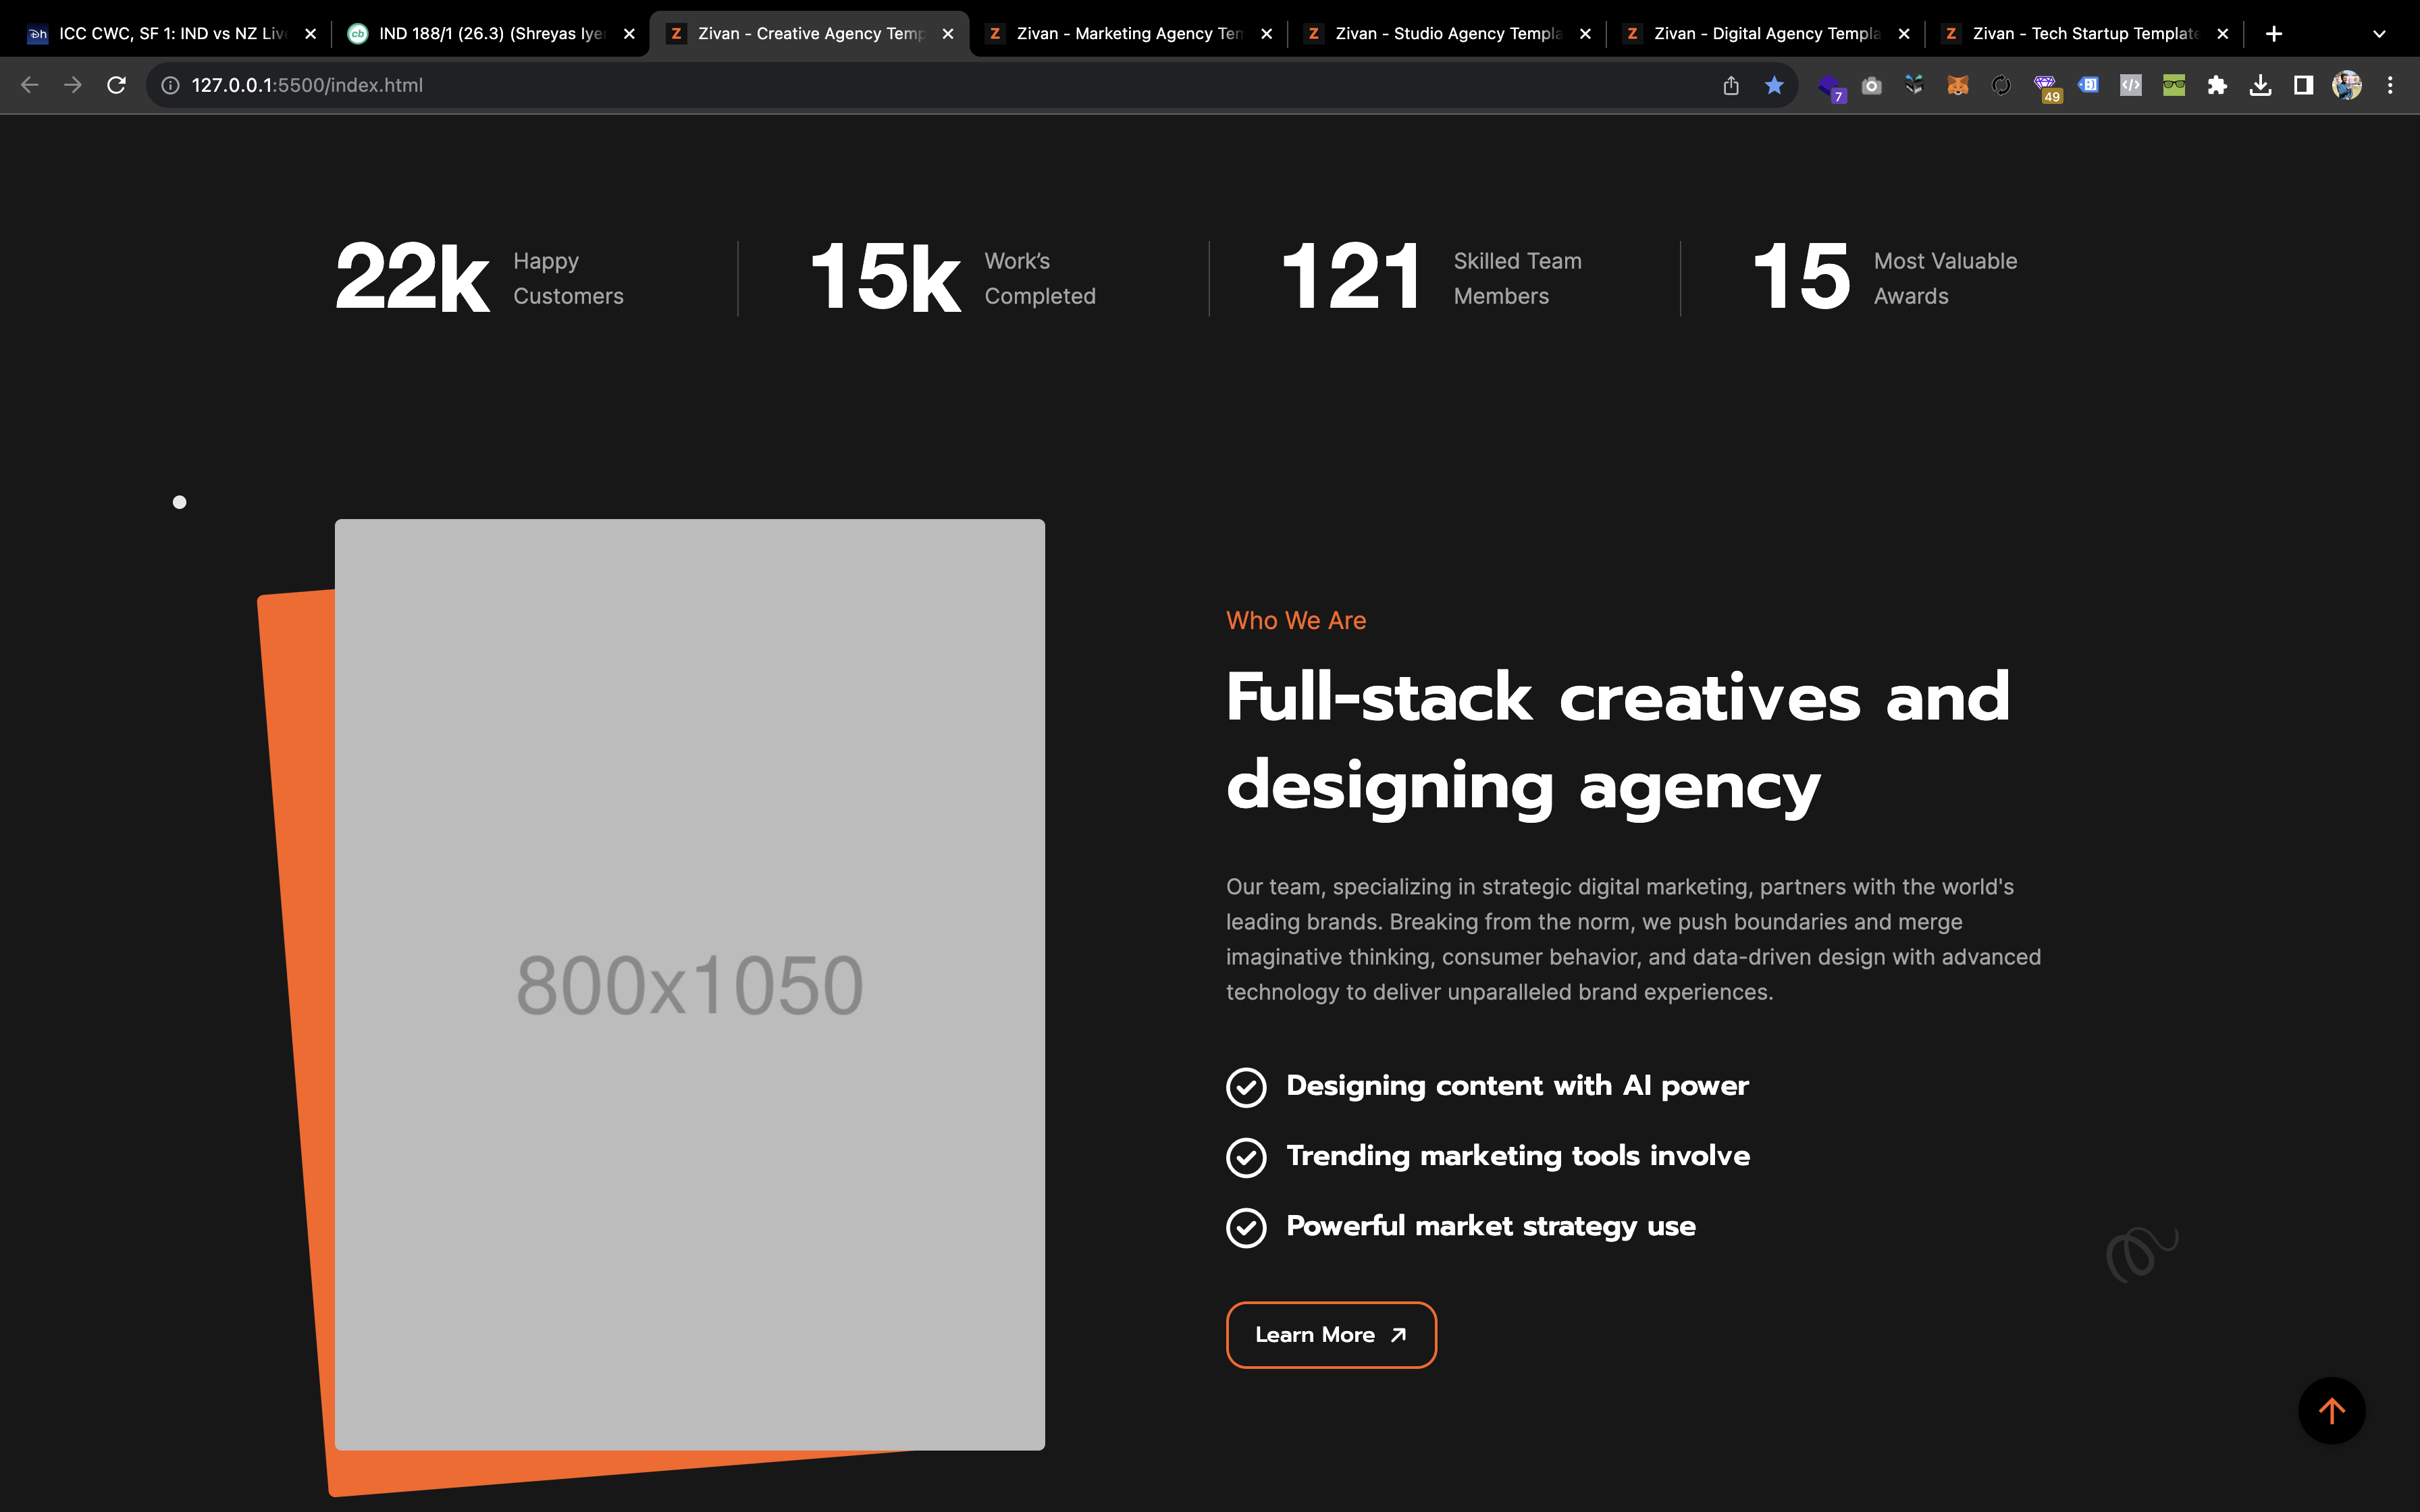 ICC CWC, SF 1: IND vs NZ Live
IND 188/1 (26.3) (Shreyas Iyer
Zivan - Creative Agency Temp
Zivan - Marketing Agency Tem
Zivan - Studio Agency Templa
Zivan - Digital Agency Templa
Zivan - Tech Startup Template
127.0.0.1:5500/index.html
7
49
22k
Happy
Customers
15k
Work's
Completed
121
Skilled Team
Members
15
Most Valuable
Awards
800x1050
Who We Are
Full-stack creatives and
designing agency
Our team, specializing in strategic digital marketing, partners with the world's
leading brands. Breaking from the norm, we push boundaries and merge
imaginative thinking, consumer behavior, and data-driven design with advanced
technology to deliver unparalleled brand experiences.
Designing content with AI power
Trending marketing tools involve
Powerful market strategy use
Learn More